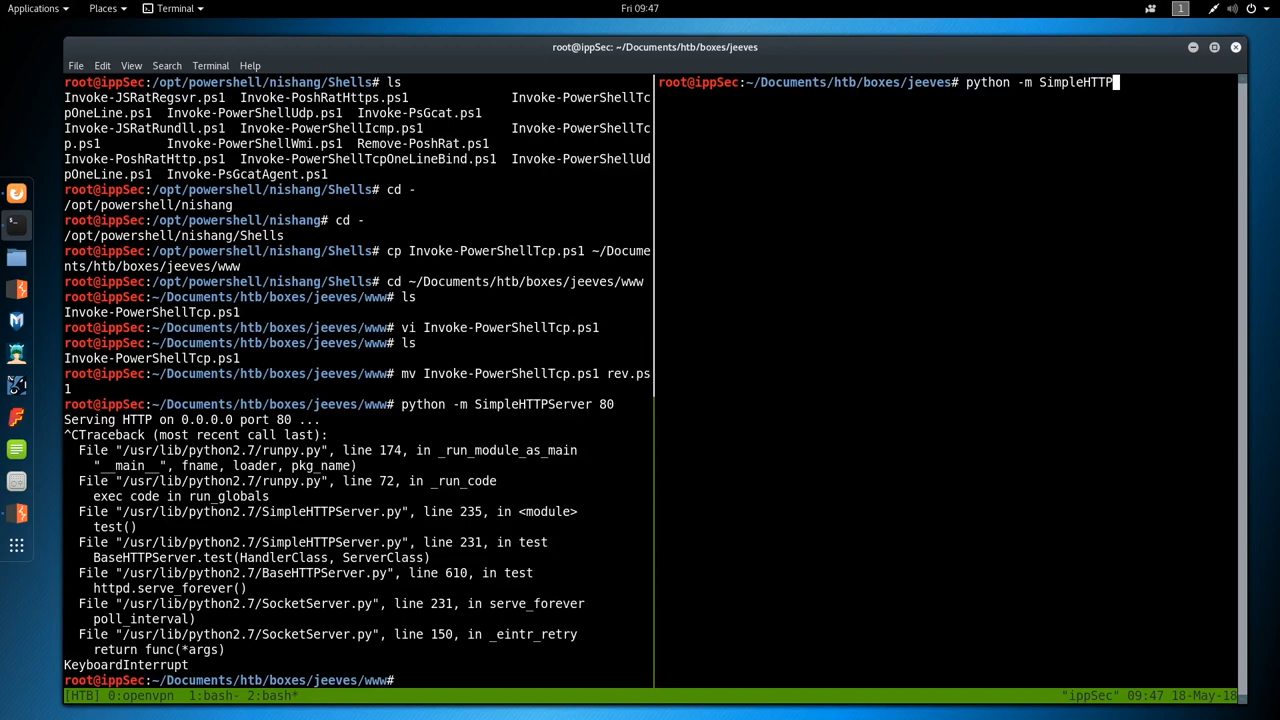 Applications
Places
Terminal
Fri 09:47
1
root@ippSec: ~/Documents/htb/boxes/jeeves
File Edit View Search Terminal Help
root@ippSec:/opt/powershell/nishang/Shells# ls
Invoke-JSRatRegsvr.ps1 Invoke-PoshRatHttps.ps1 Invoke-PowerShellTc
pOneLine.ps1 Invoke-PowerShellUdp.ps1 Invoke-PsGcat.ps1
Invoke-JSRatRundll.ps1 Invoke-PowerShellIcmp.ps1 Invoke-PowerShellTc
p.ps1 Invoke-PowerShellWmi.ps1 Remove-PoshRat.ps1
Invoke-PoshRatHttp.ps1 Invoke-PowerShellTcpOneLineBind.ps1 Invoke-PowerShellUd
pOneLine.ps1 Invoke-PsGcatAgent.ps1
root@ippSec:/opt/powershell/nishang/Shells# cd -
/opt/powershell/nishang
root@ippSec:/opt/powershell/nishang# cd -
/opt/powershell/nishang/Shells
root@ippSec:/opt/powershell/nishang/Shells# cp Invoke-PowerShellTcp.ps1 ~/Docume
nts/htb/boxes/jeeves/www
root@ippSec:/opt/powershell/nishang/Shells# cd ~/Documents/htb/boxes/jeeves/www
root@ippSec:~/Documents/htb/boxes/jeeves/www# ls
Invoke-PowerShellTcp.ps1
root@ippSec:~/Documents/htb/boxes/jeeves/www# vi Invoke-PowerShellTcp.ps1
root@ippSec:~/Documents/htb/boxes/jeeves/www# ls
Invoke-PowerShellTcp.ps1
root@ippSec:~/Documents/htb/boxes/jeeves/www# mv Invoke-PowerShellTcp.ps1 rev.ps
1
root@ippSec:~/Documents/htb/boxes/jeeves/www# python -m SimpleHTTPServer 80
Serving HTTP on 0.0.0.0 port 80 ...
^CTraceback (most recent call last):
File "/usr/lib/python2.7/runpy.py", line 174, in _run_module_as_main
"__main__", fname, loader, pkg_name)
File "/usr/lib/python2.7/runpy.py", line 72, in _run_code
exec code in run_globals
File "/usr/lib/python2.7/SimpleHTTPServer.py", line 235, in <module>
test()
File "/usr/lib/python2.7/SimpleHTTPServer.py", line 231, in test
BaseHTTPServer.test(HandlerClass, ServerClass)
File "/usr/lib/python2.7/BaseHTTPServer.py", line 610, in test
httpd.serve_forever()
File "/usr/lib/python2.7/SocketServer.py", line 231, in serve_forever
poll_interval)
File "/usr/lib/python2.7/SocketServer.py", line 150, in _eintr_retry
return func(*args)
KeyboardInterrupt
root@ippSec:~/Documents/htb/boxes/jeeves/www#
root@ippSec:~/Documents/htb/boxes/jeeves# python -m SimpleHTTP
[HTB] 0:openvpn 1:bash- 2:bash*
"ippSec" 09:47 18-May-18